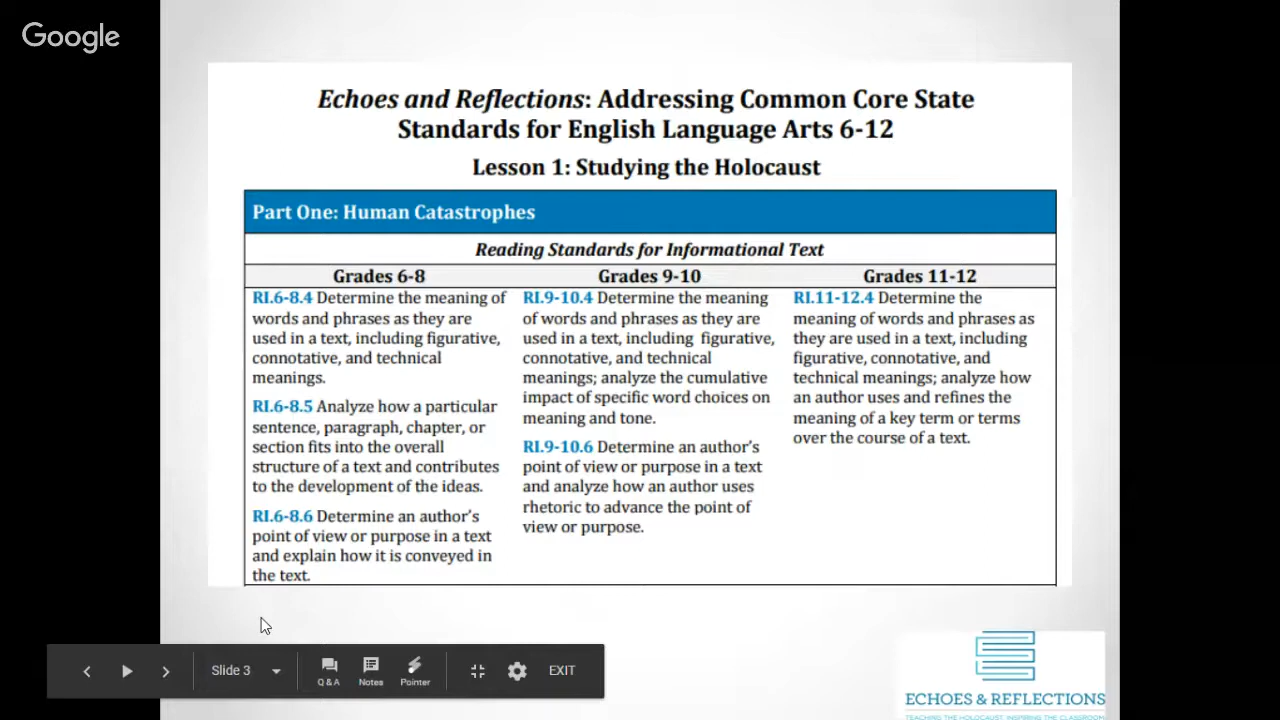 Google
Echoes and Reflections: Addressing Common Core State
Standards for English Language Arts 6-12
Lesson 1: Studying the Holocaust
Part One: Human Catastrophes
Reading Standards for Informational Text
Grades 6-8
RI.6-8.4 Determine the meaning of
words and phrases as they are
used in a text, including figurative,
connotative, and technical
meanings.
RI.6-8.5 Analyze how a particular
sentence, paragraph, chapter, or
section fits into the overall
structure of a text and contributes
to the development of the ideas.
RI.6-8.6 Determine an author's
point of view or purpose in a text
and explain how it is conveyed in
the text.
Grades 9-10
RI.9-10.4 Determine the meaning
of words and phrases as they are
used in a text, including figurative,
connotative, and technical
meanings; analyze the cumulative
impact of specific word choices on
meaning and tone.
RI.9-10.6 Determine an author's
point of view or purpose in a text
and analyze how an author uses
rhetoric to advance the point of
view or purpose.
Grades 11-12
RI.11-12.4 Determine the
meaning of words and phrases as
they are used in a text, including
figurative, connotative, and
technical meanings; analyze how
an author uses and refines the
meaning of a key term or terms
over the course of a text.
Slide 3
Q & A
Notes
Pointer
EXIT
ECHOES & REFLECTIONS
TEACHING THE HOLOCAUST. INSPIRING THE CLASSROOM